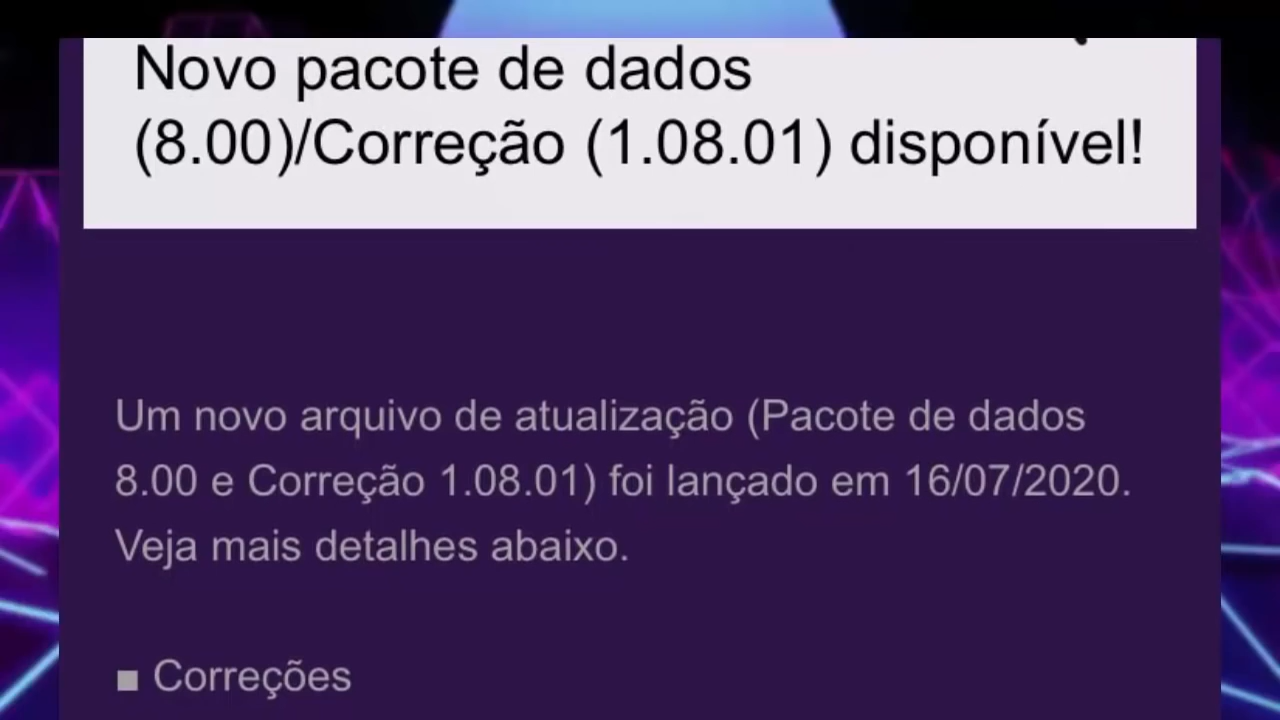 Novo pacote de dados
(8.00)/Correção (1.08.01) disponível!
Um novo arquivo de atualização (Pacote de dados
8.00 e Correção 1.08.01) foi lançado em 16/07/2020.
Veja mais detalhes abaixo.
■ Correções